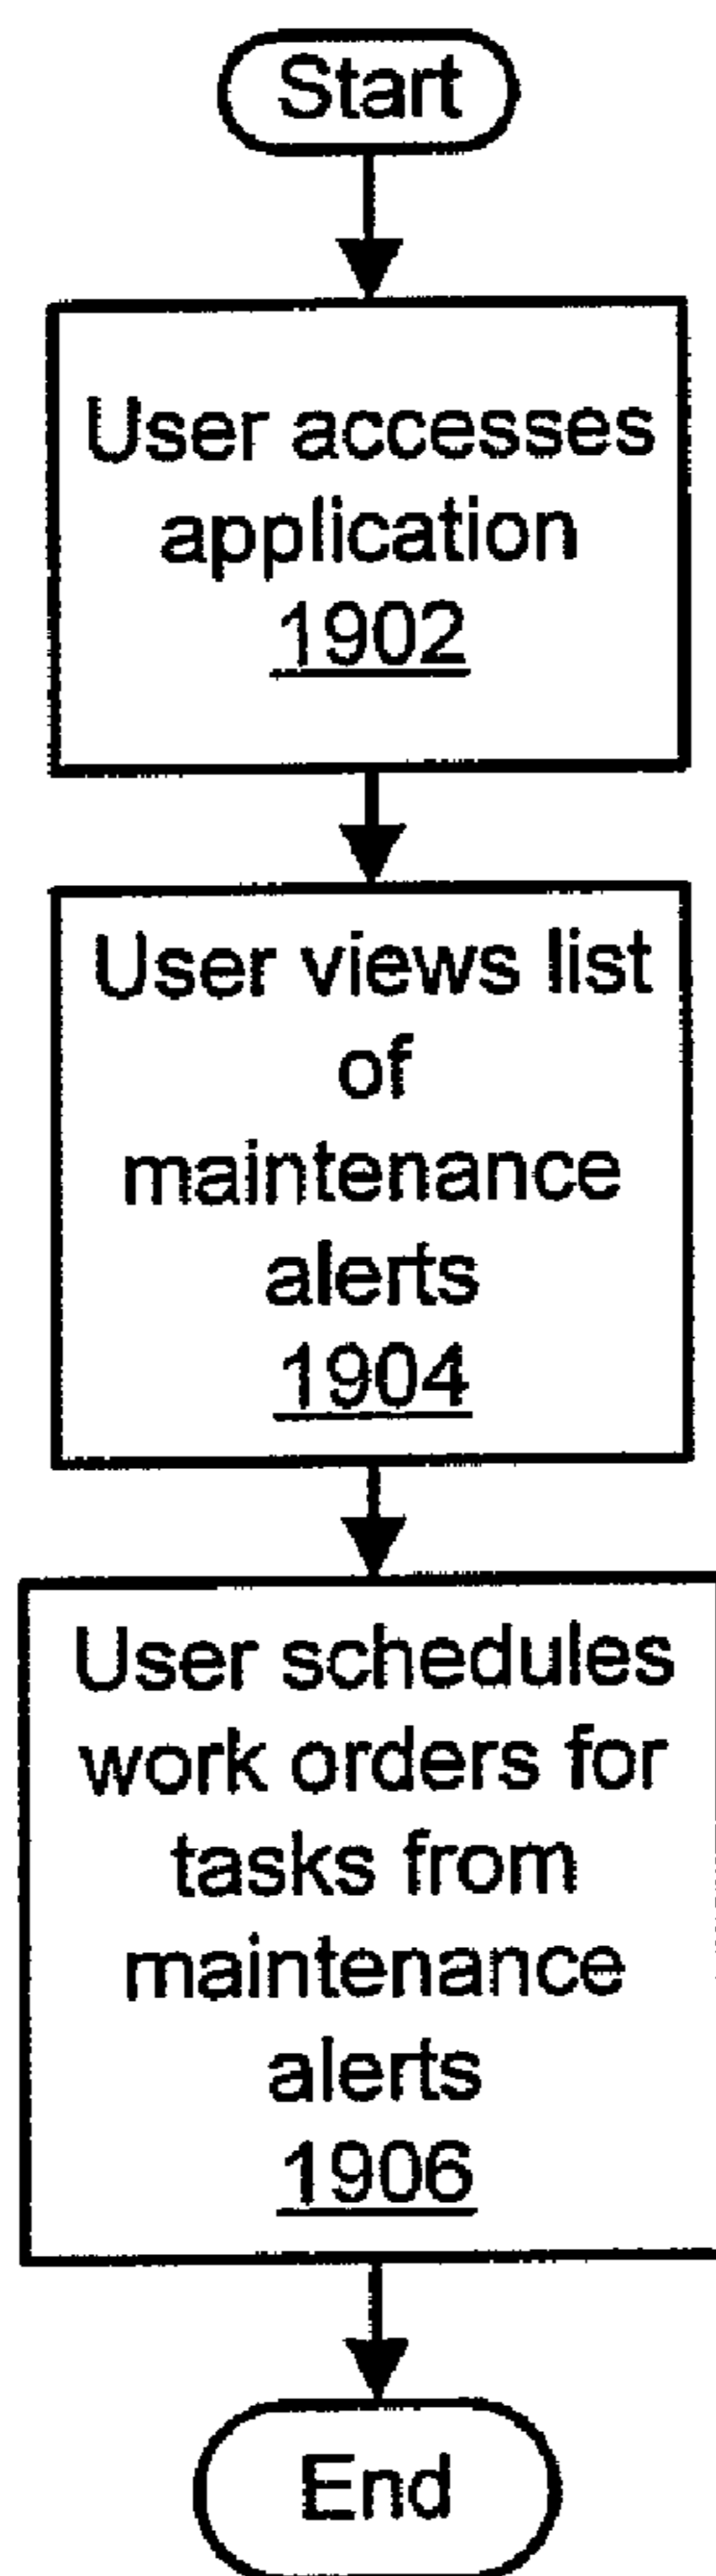 Start
User accesses
application
1902
User views list
of
maintenance
alerts
1904
User schedules
work orders for
tasks from
maintenance
alerts
1906
End